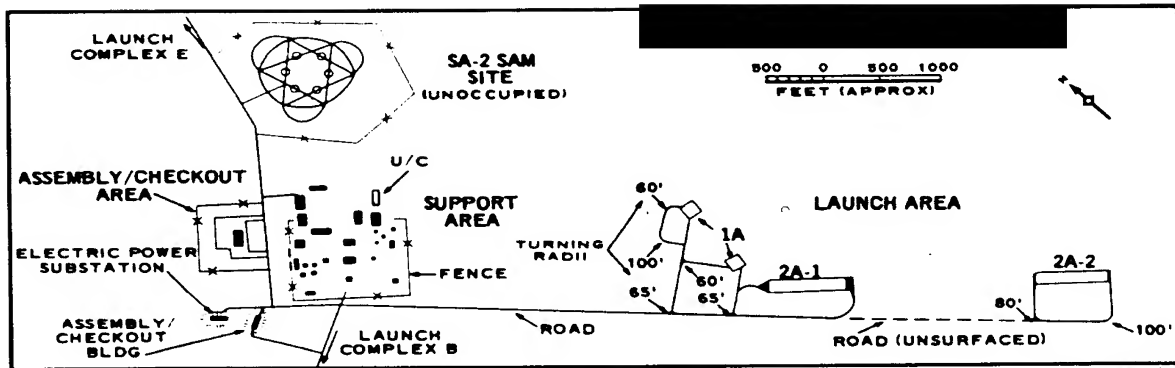 LAUNCH
COMPLEX E
SA-2 SAM
SITE
(UNOCCUPIED)
500 0 500 1000
FEET (APPROX)
N
U/C
ASSEMBLY/CHECKOUT
AREA
SUPPORT
AREA
60'
LAUNCH AREA
1A
TURNING
RADII
100'
ELECTRIC POWER
SUBSTATION
FENCE
60'
2A-1
2A-2
65'
65'
80'
ASSEMBLY/
CHECKOUT
BLDG
LAUNCH
COMPLEX B
ROAD
ROAD (UNSURFACED)
100'